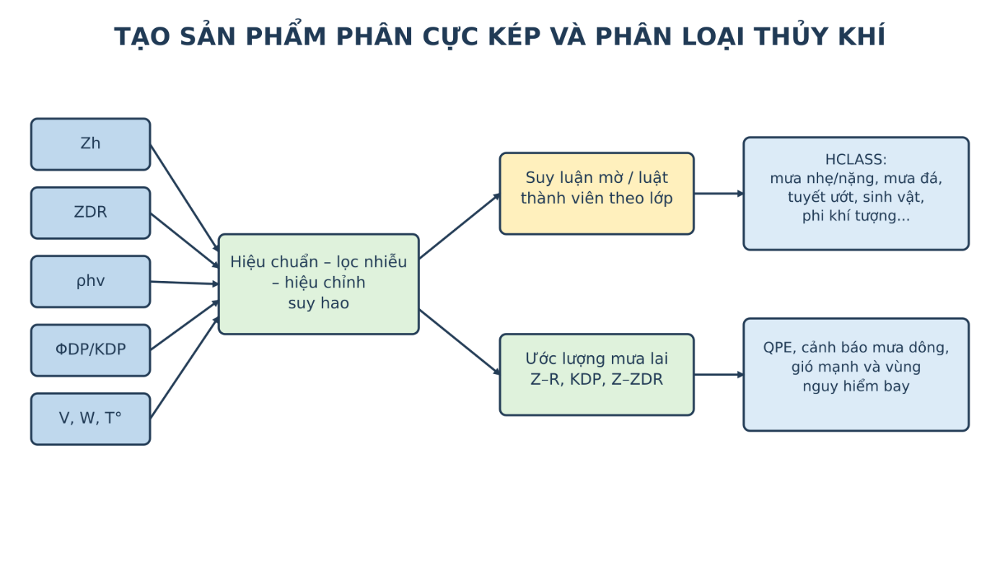 TẠO SẢN PHẨM PHÂN CỰC KÉP VÀ PHÂN LOẠI THỦY KHÍ
Zh
ZDR
ρhv
ΦDP/KDP
V, W, T°
Hiệu chuẩn – lọc nhiễu
– hiệu chỉnh
suy hao
Suy luận mờ / luật
thành viên theo lớp
HCLASS:
mưa nhẹ/nặng, mưa đá,
tuyết ướt, sinh vật,
phi khí tượng...
Ước lượng mưa lai
Z–R, KDP, Z–ZDR
QPE, cảnh báo mưa dông,
gió mạnh và vùng
nguy hiểm bay